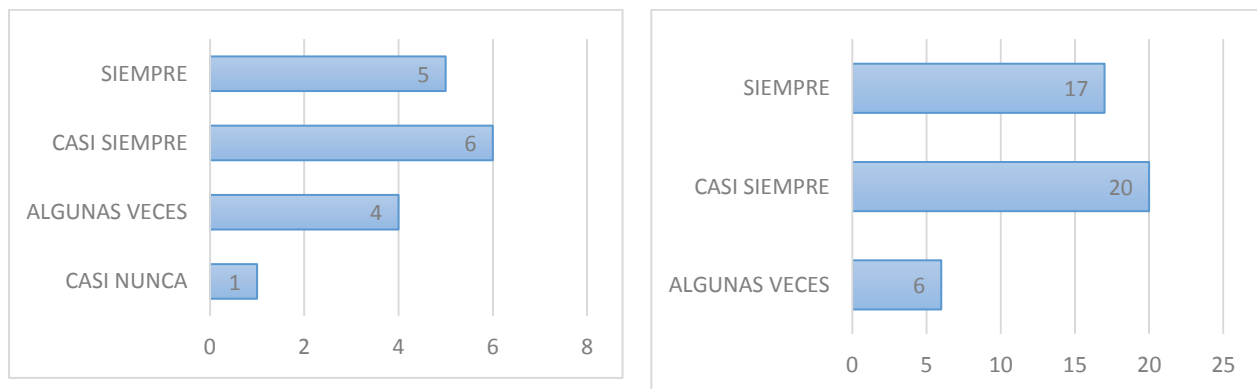 SIEMPRE 5
CASI SIEMPRE 6
ALGUNAS VECES 4
CASI NUNCA 1
0 2 4 6 8
SIEMPRE 17
CASI SIEMPRE 20
ALGUNAS VECES 6
0 5 10 15 20 25